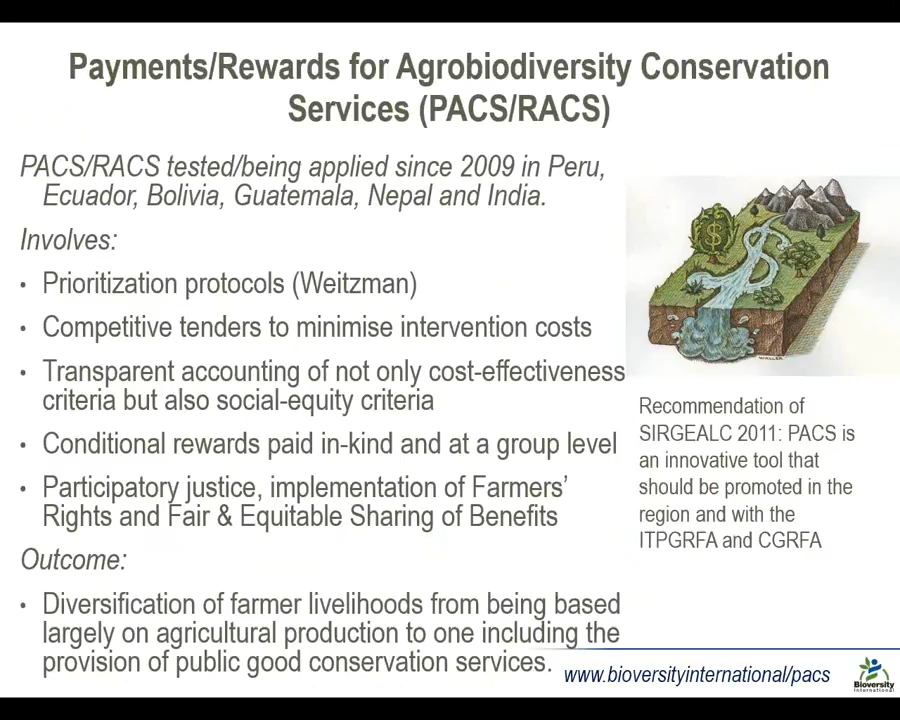 Payments/Rewards for Agrobiodiversity Conservation
Services (PACS/RACS)
PACS/RACS tested/being applied since 2009 in Peru,
Ecuador, Bolivia, Guatemala, Nepal and India.
Involves:
• Prioritization protocols (Weitzman)
• Competitive tenders to minimise intervention costs
• Transparent accounting of not only cost-effectiveness
criteria but also social-equity criteria
• Conditional rewards paid in-kind and at a group level
• Participatory justice, implementation of Farmers’
Rights and Fair & Equitable Sharing of Benefits
Outcome:
• Diversification of farmer livelihoods from being based
largely on agricultural production to one including the
provision of public good conservation services.
$
WALLER
Recommendation of
SIRGEALC 2011: PACS is
an innovative tool that
should be promoted in the
region and with the
ITPGRFA and CGRFA
www.bioversityinternational/pacs
Bioversity
International